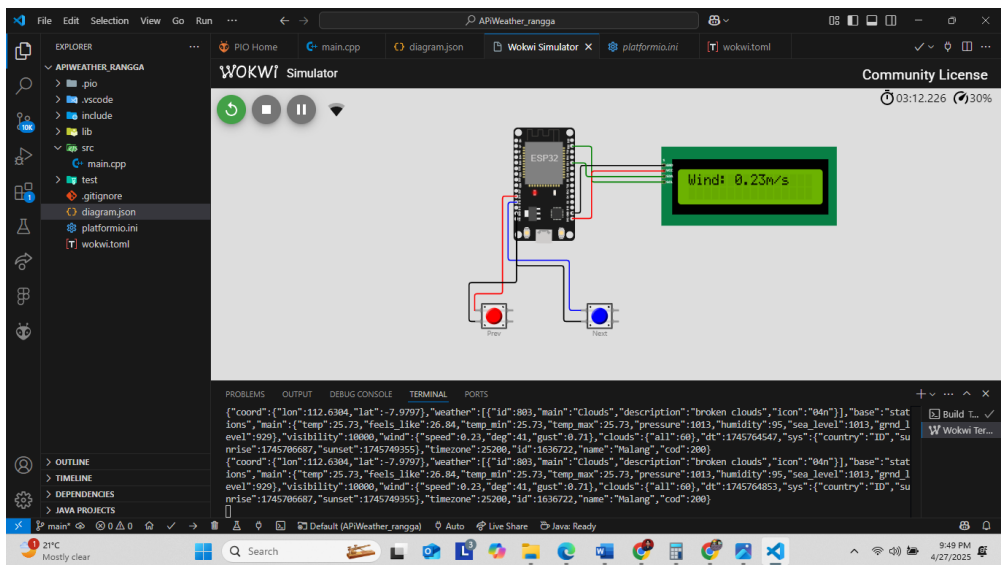 File Edit Selection View Go Run ··· APiWeather_rangga
EXPLORER ···
PIO Home main.cpp diagram.json Wokwi Simulator platformio.ini wokwi.toml
APIWEATHER_RANGGA
.pio
.vscode
include
lib
src
main.cpp
test
.gitignore
diagram.json
platformio.ini
wokwi.toml
OUTLINE
TIMELINE
DEPENDENCIES
JAVA PROJECTS
10K
1
WOKWI Simulator
Community License
03:12.226 30%
ESP32
Wind: 0.23m/s
Prev
Next
PROBLEMS OUTPUT DEBUG CONSOLE TERMINAL PORTS
Build T...
Wokwi Ter...
{"coord":{"lon":112.6304,"lat":-7.9797},"weather":[{"id":803,"main":"Clouds","description":"broken clouds","icon":"04n"}],"base":"stat
ions","main":{"temp":25.73,"feels_like":26.84,"temp_min":25.73,"temp_max":25.73,"pressure":1013,"humidity":95,"sea_level":1013,"grnd_l
evel":929},"visibility":10000,"wind":{"speed":0.23,"deg":41,"gust":0.71},"clouds":{"all":60},"dt":1745764547,"sys":{"country":"ID","su
nrise":1745706687,"sunset":1745749355},"timezone":25200,"id":1636722,"name":"Malang","cod":200}
{"coord":{"lon":112.6304,"lat":-7.9797},"weather":[{"id":803,"main":"Clouds","description":"broken clouds","icon":"04n"}],"base":"stat
ions","main":{"temp":25.73,"feels_like":26.84,"temp_min":25.73,"temp_max":25.73,"pressure":1013,"humidity":95,"sea_level":1013,"grnd_l
evel":929},"visibility":10000,"wind":{"speed":0.23,"deg":41,"gust":0.71},"clouds":{"all":60},"dt":1745764853,"sys":{"country":"ID","su
nrise":1745706687,"sunset":1745749355},"timezone":25200,"id":1636722,"name":"Malang","cod":200}
main* 0 0 0 Default (APiWeather_rangga) Auto Live Share Java: Ready
1
21°C
Mostly clear
Search
9:49 PM
4/27/2025